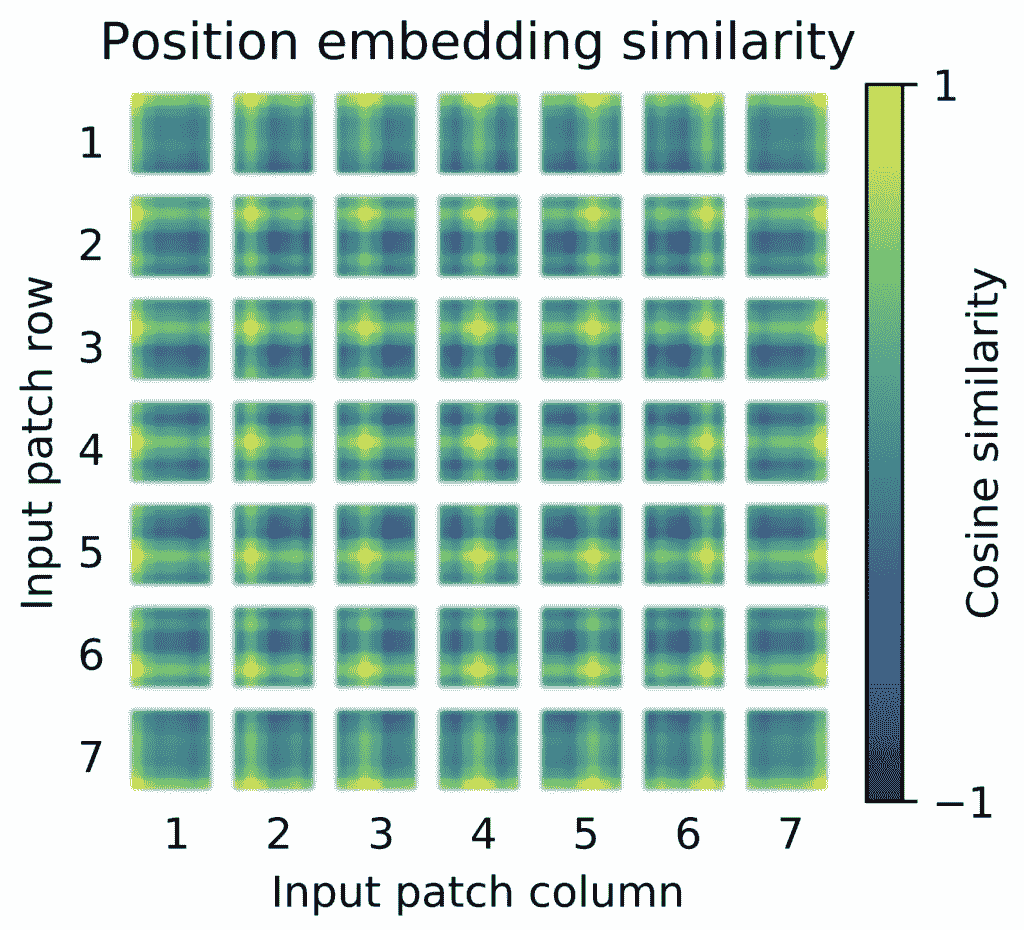 Position embedding similarity
1
2
3
4
5
6
7
Input patch row
1 2 3 4 5 6 7
Input patch column
1
−1
Cosine similarity